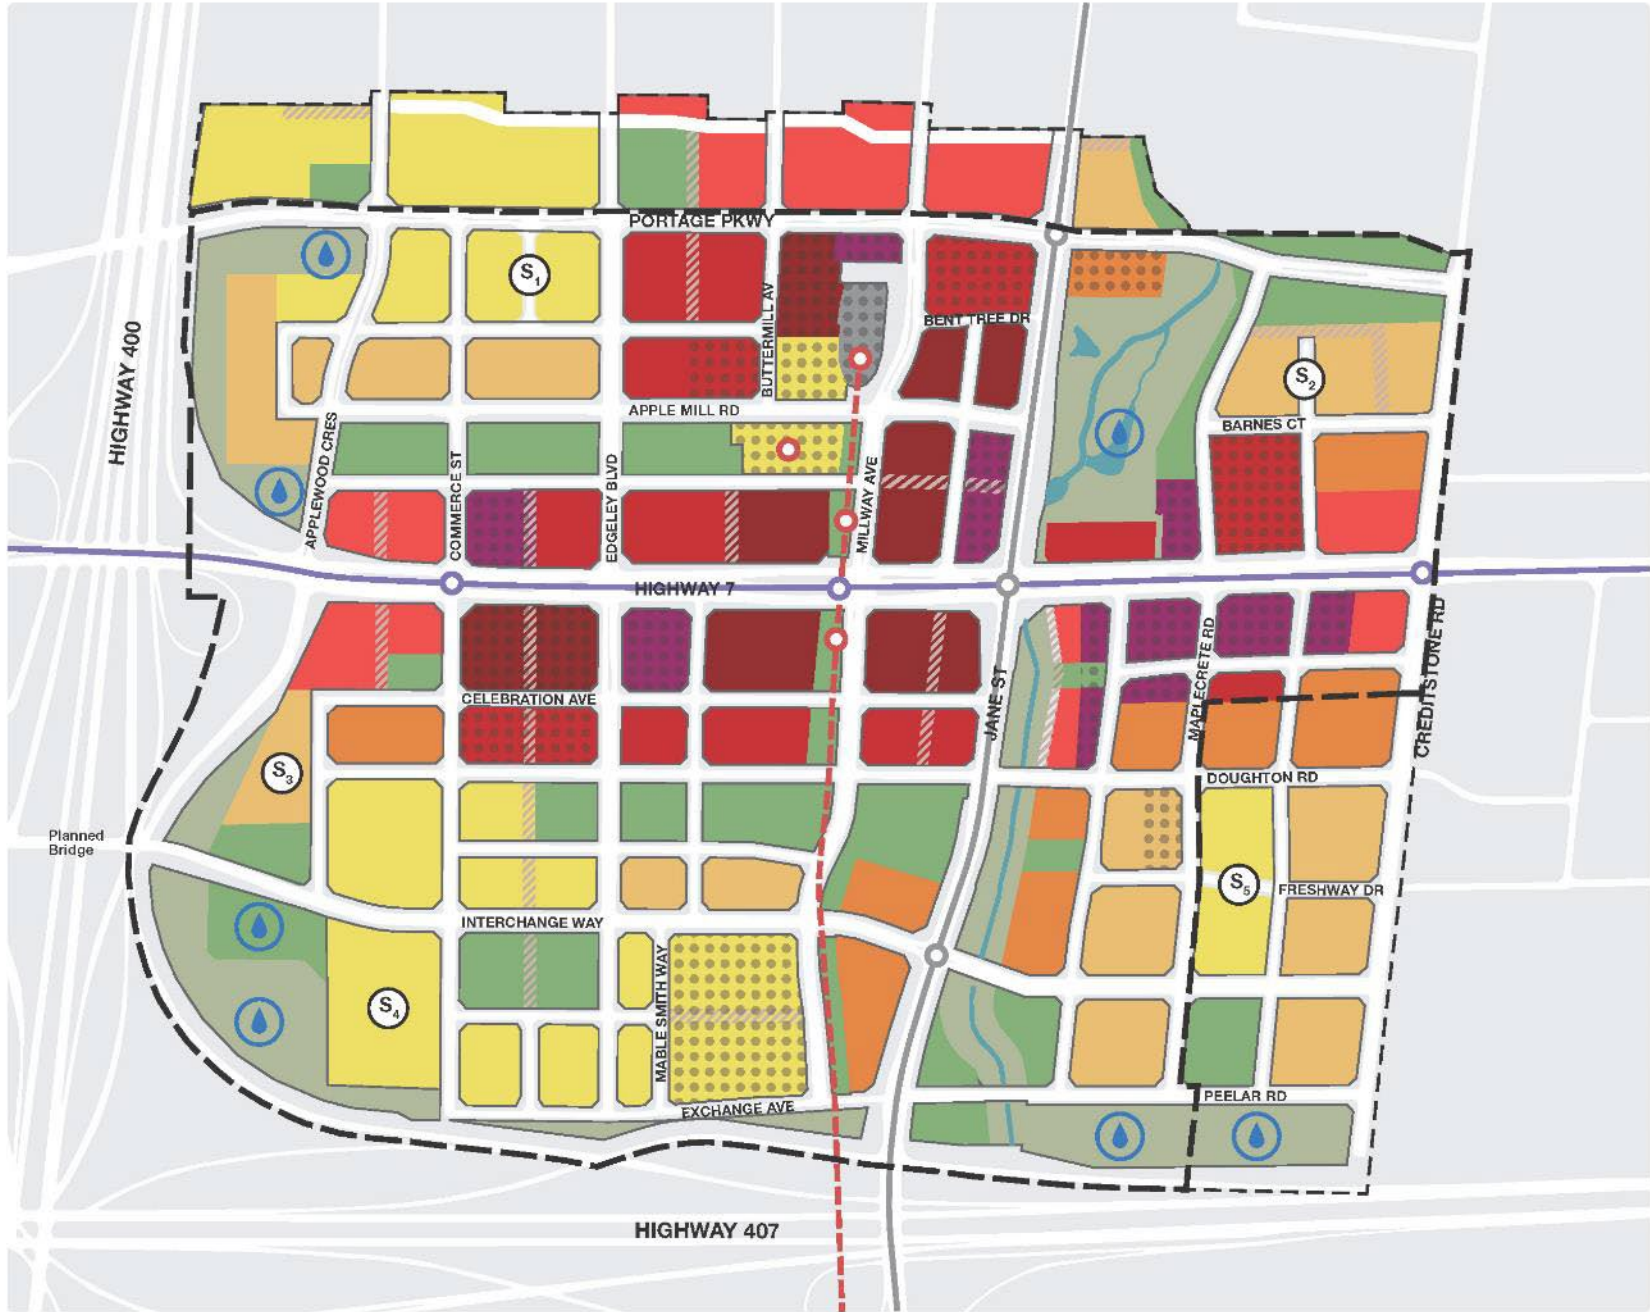 PORTAGE PKWY
S1
BUTTERMILL AV
BENT TREE DR
HIGHWAY 400
S2
APPLE MILL RD
BARNES CT
APPLEWOOD CRES
COMMERCE ST
EDGELEY BLVD
MILLWAY AVE
HIGHWAY 7
CREDITSTONE RD
MAPLECRETE RD
JANE ST
CELEBRATION AVE
S3
DOUGHTON RD
Planned
Bridge
S5
FRESHWAY DR
INTERCHANGE WAY
MABLE SMITH WAY
S4
PEELAR RD
EXCHANGE AVE
HIGHWAY 407